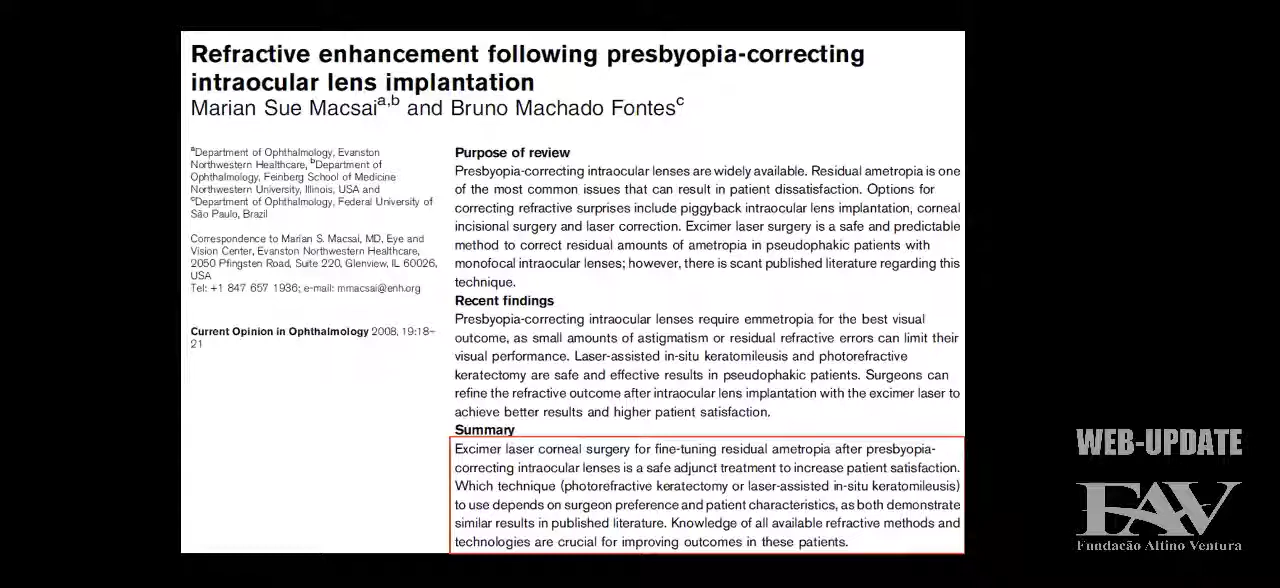 Refractive enhancement following presbyopia-correcting
intraocular lens implantation
Marian Sue Macsaia,b and Bruno Machado Fontesc
aDepartment of Ophthalmology, Evanston
Northwestern Healthcare, bDepartment of
Ophthalmology, Feinberg School of Medicine
Northwestern University, Illinois, USA and
cDepartment of Ophthalmology, Federal University of
São Paulo, Brazil
Correspondence to Marian S. Macsai, MD, Eye and
Vision Center, Evanston Northwestern Healthcare,
2050 Pfingsten Road, Suite 220, Glenview, IL 60026,
USA
Tel: +1 847 657 1936; e-mail: mmacsai@enh.org
Current Opinion in Ophthalmology 2008, 19:18–
21
Purpose of review
Presbyopia-correcting intraocular lenses are widely available. Residual ametropia is one
of the most common issues that can result in patient dissatisfaction. Options for
correcting refractive surprises include piggyback intraocular lens implantation, corneal
incisional surgery and laser correction. Excimer laser surgery is a safe and predictable
method to correct residual amounts of ametropia in pseudophakic patients with
monofocal intraocular lenses; however, there is scant published literature regarding this
technique.
Recent findings
Presbyopia-correcting intraocular lenses require emmetropia for the best visual
outcome, as small amounts of astigmatism or residual refractive errors can limit their
visual performance. Laser-assisted in-situ keratomileusis and photorefractive
keratectomy are safe and effective results in pseudophakic patients. Surgeons can
refine the refractive outcome after intraocular lens implantation with the excimer laser to
achieve better results and higher patient satisfaction.
Summary
Excimer laser corneal surgery for fine-tuning residual ametropia after presbyopia-
correcting intraocular lenses is a safe adjunct treatment to increase patient satisfaction.
Which technique (photorefractive keratectomy or laser-assisted in-situ keratomileusis)
to use depends on surgeon preference and patient characteristics, as both demonstrate
similar results in published literature. Knowledge of all available refractive methods and
technologies are crucial for improving outcomes in these patients.
WEB-UPDATE
FAV
Fundacão Altino Ventura